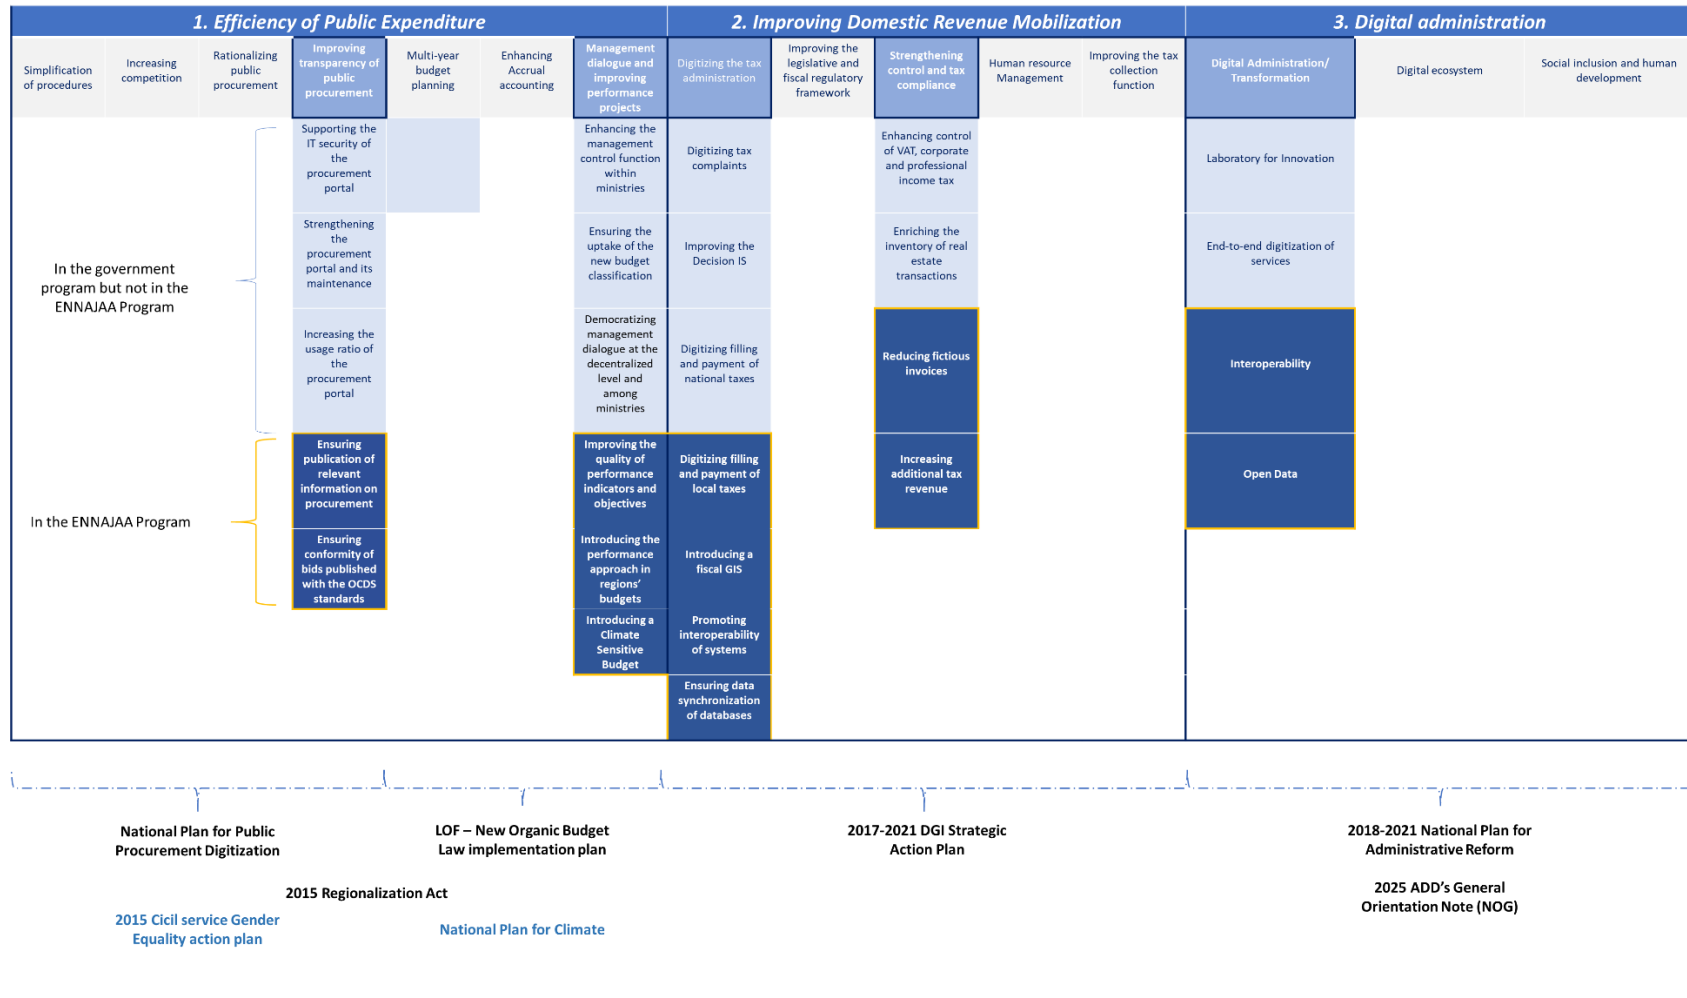 1. Efficiency of Public Expenditure
2. Improving Domestic Revenue Mobilization
3. Digital administration
Simplification
of procedures
Increasing
competition
Rationalizing
public
procurement
Improving
transparency of
public
procurement
Multi-year
budget
planning
Enhancing
Accrual
accounting
Management
dialogue and
improving
performance
projects
Digitizing the tax
administration
Improving the
legislative and
fiscal regulatory
framework
Strengthening
control and tax
compliance
Human resource
Management
Improving the tax
collection
function
Digital Administration/
Transformation
Digital ecosystem
Social inclusion and human
development
In the government
program but not in the
ENNAJAA Program
Supporting the
IT security of
the
procurement
portal
Enhancing the
management
control function
within
ministries
Digitizing tax
complaints
Enhancing control
of VAT, corporate
and professional
income tax
Laboratory for Innovation
Strengthening
the
procurement
portal and its
maintenance
Ensuring the
uptake of the
new budget
classification
Improving the
Decision IS
Enriching the
inventory of real
estate
transactions
End-to-end digitization of
services
Increasing the
usage ratio of
the
procurement
portal
Democratizing
management
dialogue at the
decentralized
level and
among
ministries
Digitizing filling
and payment of
national taxes
Reducing fictious
invoices
Interoperability
In the ENNAJAA Program
Ensuring
publication of
relevant
information on
procurement
Improving the
quality of
performance
indicators and
objectives
Digitizing filling
and payment of
local taxes
Increasing
additional tax
revenue
Open Data
Ensuring
conformity of
bids published
with the OCDS
standards
Introducing the
performance
approach in
regions’
budgets
Introducing a
fiscal GIS
Introducing a
Climate
Sensitive
Budget
Promoting
interoperability
of systems
Ensuring data
synchronization
of databases
National Plan for Public
Procurement Digitization
LOF – New Organic Budget
Law implementation plan
2017-2021 DGI Strategic
Action Plan
2018-2021 National Plan for
Administrative Reform
2015 Regionalization Act
2025 ADD’s General
Orientation Note (NOG)
2015 Cicil service Gender
Equality action plan
National Plan for Climate